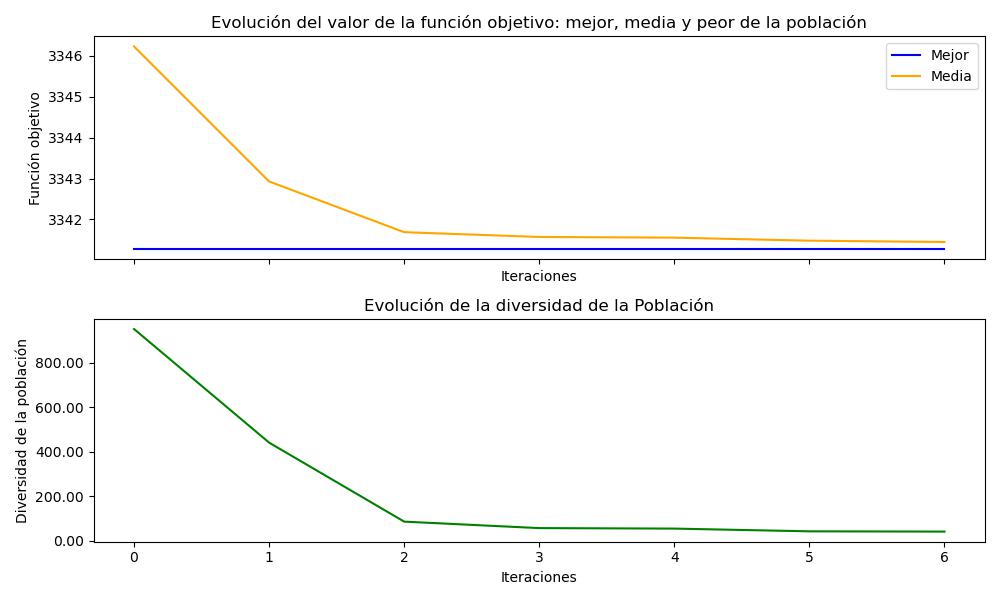 Evolución del valor de la función objetivo: mejor, media y peor de la población
3346
3345
3344
3343
3342
Función objetivo
Mejor
Media
Iteraciones
Evolución de la diversidad de la Población
800.00
600.00
400.00
200.00
0.00
Diversidad de la población
0 1 2 3 4 5 6
Iteraciones